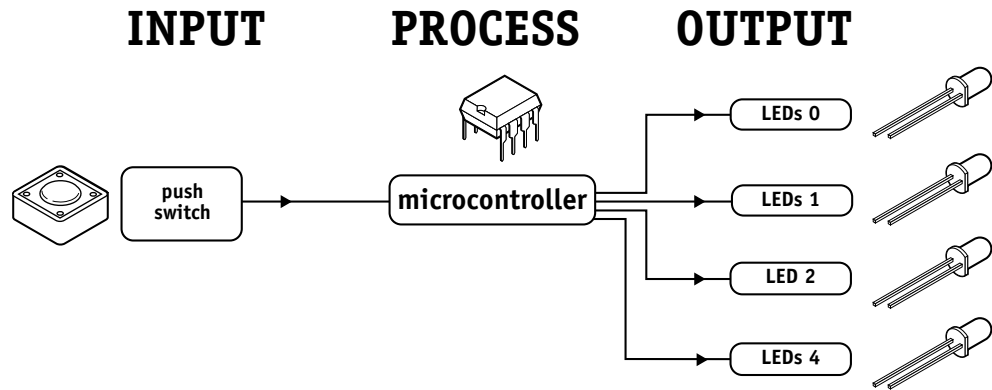 INPUT PROCESS OUTPUT
push
switch
microcontroller
LEDs 0
LEDs 1
LED 2
LEDs 4